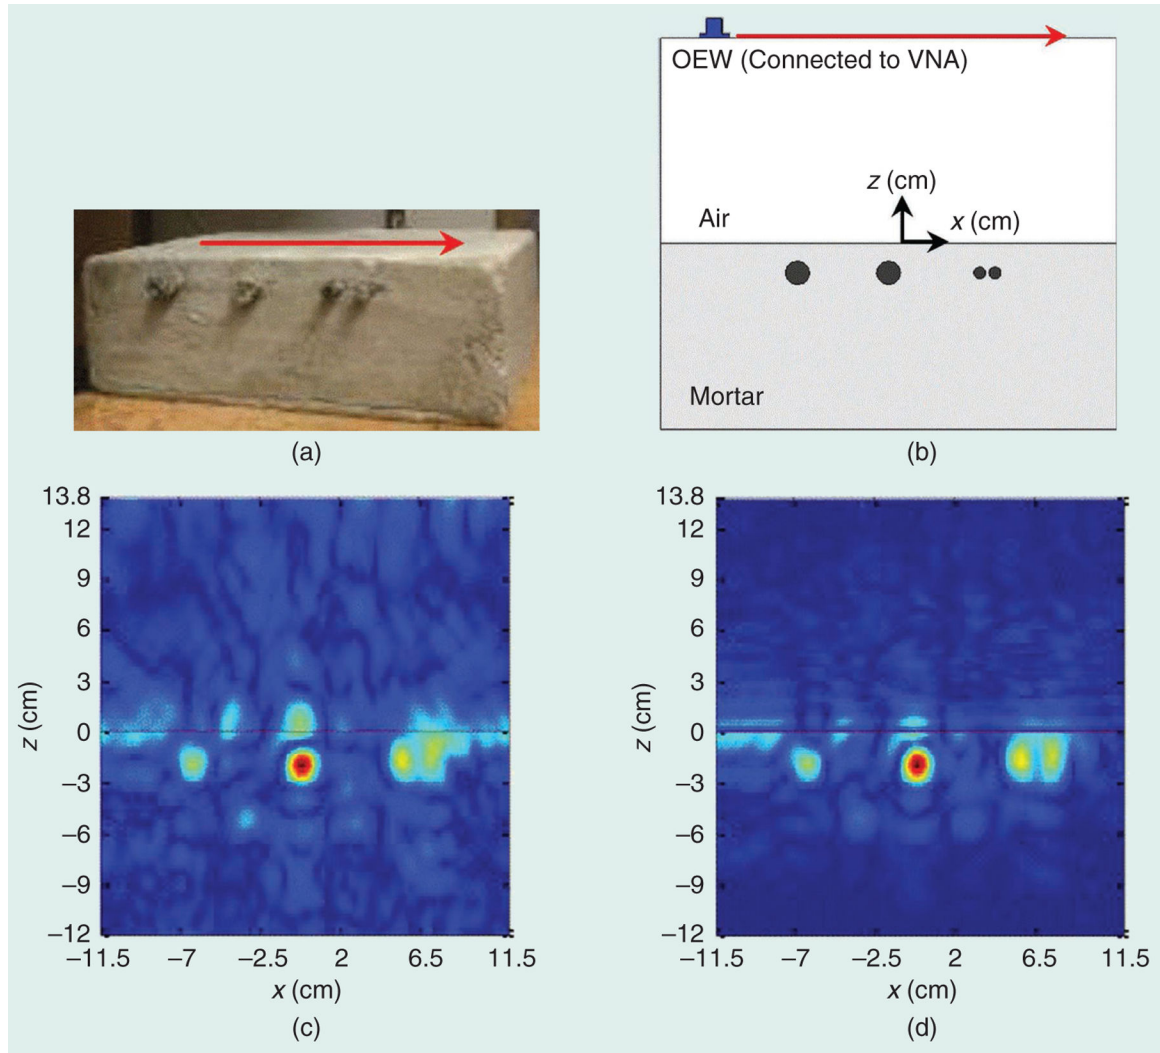 OEW (Connected to VNA)
z (cm)
x (cm)
Air
Mortar
(a)
(b)
13.8
12
9
6
3
0
–3
–6
–9
–12
z (cm)
–11.5 –7 –2.5 2 6.5 11.5
x (cm)
(c)
13.8
12
9
6
3
0
–3
–6
–9
–12
z (cm)
–11.5 –7 –2.5 2 6.5 11.5
x (cm)
(d)